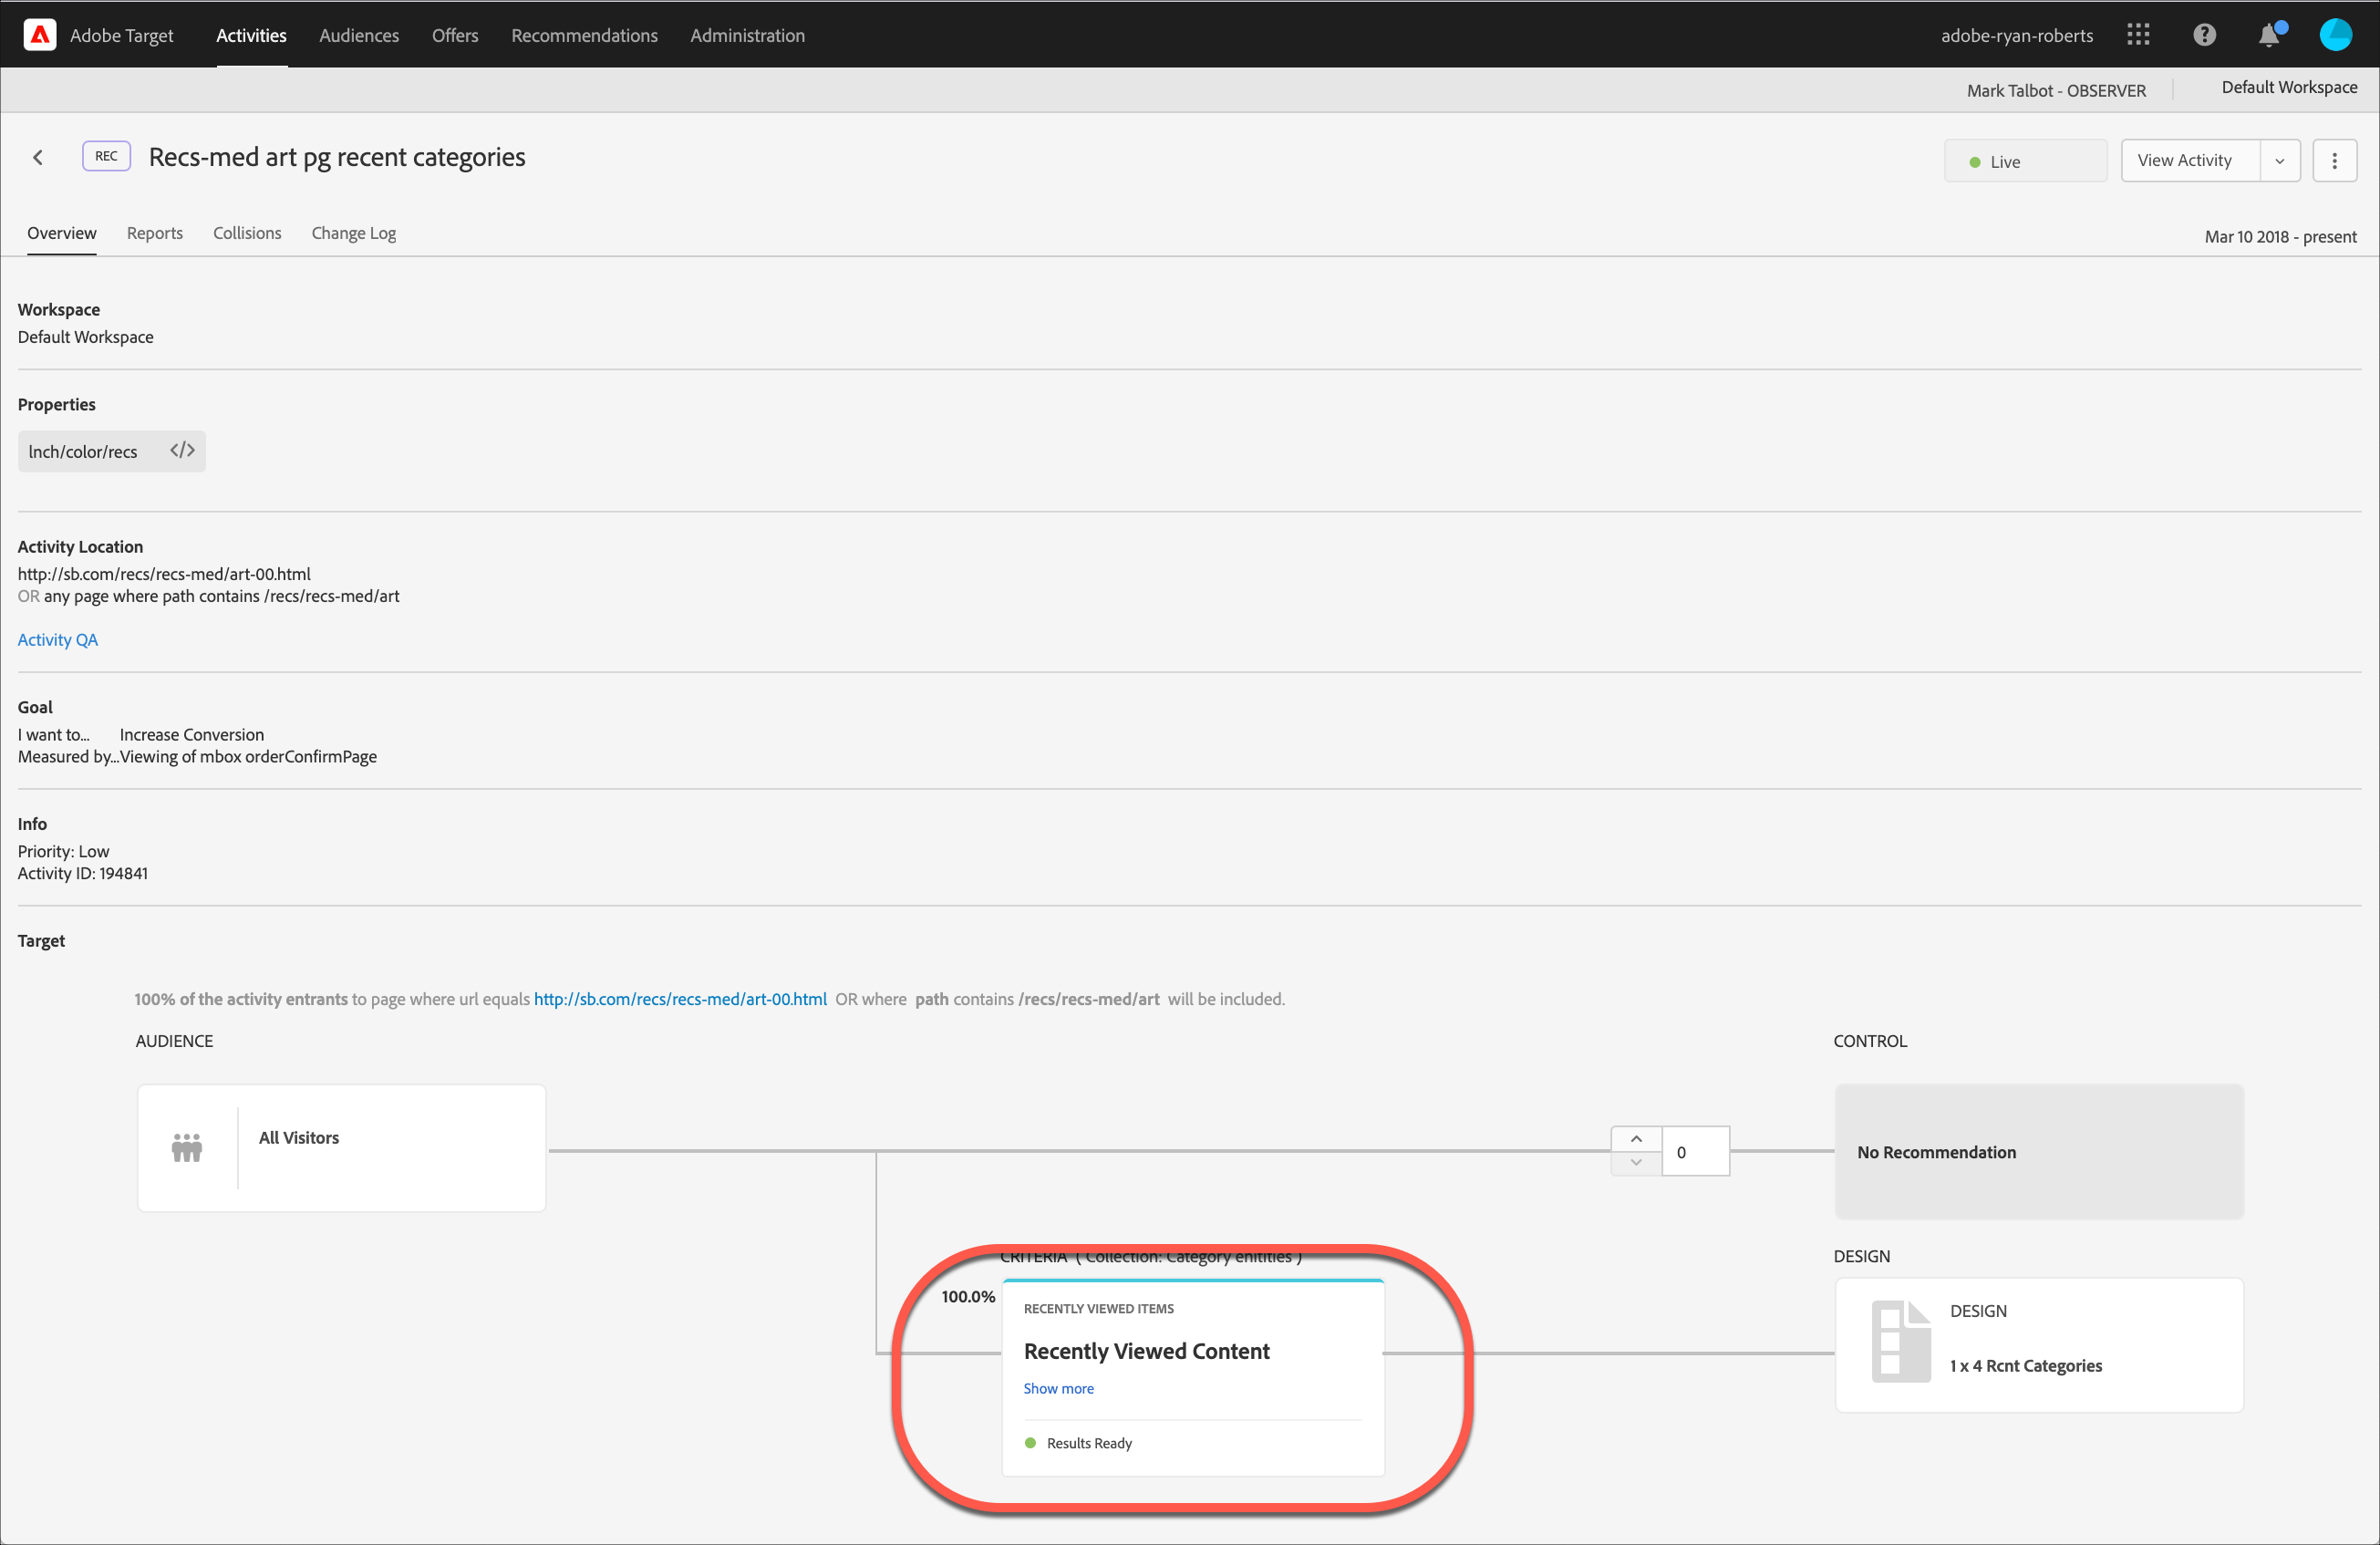 Adobe Target Activities Audiences Offers Recommendations Administration adobe-ryan-roberts
Mark Talbot - OBSERVER Default Workspace
REC Recs-med art pg recent categories Live View Activity
Overview Reports Collisions Change Log Mar 10 2018 - present
Workspace
Default Workspace
Properties
lnch/color/recs </>
Activity Location
http://sb.com/recs/recs-med/art-00.html
OR any page where path contains /recs/recs-med/art
Activity QA
Goal
I want to... Increase Conversion
Measured by...Viewing of mbox orderConfirmPage
Info
Priority: Low
Activity ID: 194841
Target
100% of the activity entrants to page where url equals http://sb.com/recs/recs-med/art-00.html OR where path contains /recs/recs-med/art will be included.
AUDIENCE CONTROL
All Visitors
0
No Recommendation
CRITERIA ( Collection: Category enitities ) DESIGN
100.0%
RECENTLY VIEWED ITEMS
DESIGN
Recently Viewed Content
1 x 4 Rcnt Categories
Show more
Results Ready